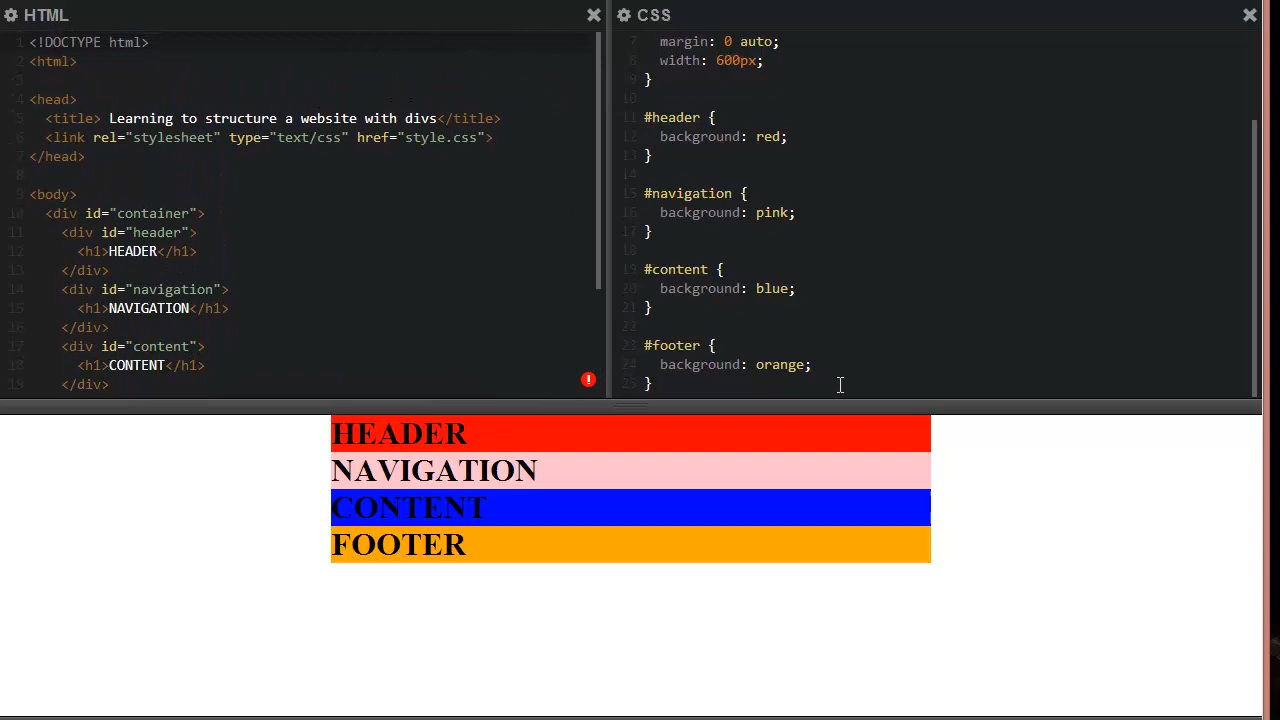 HTML
1 <!DOCTYPE html>
2 <html>
3
4 <head>
5 <title> Learning to structure a website with divs</title>
6 <link rel="stylesheet" type="text/css" href="style.css">
7 </head>
8
9 <body>
10 <div id="container">
11 <div id="header">
12 <h1>HEADER</h1>
13 </div>
14 <div id="navigation">
15 <h1>NAVIGATION</h1>
16 </div>
17 <div id="content">
18 <h1>CONTENT</h1>
19 </div>
CSS
7 margin: 0 auto;
8 width: 600px;
9 }
10
11 #header {
12 background: red;
13 }
14
15 #navigation {
16 background: pink;
17 }
18
19 #content {
20 background: blue;
21 }
22
23 #footer {
24 background: orange;
25 }
HEADER
NAVIGATION
CONTENT
FOOTER